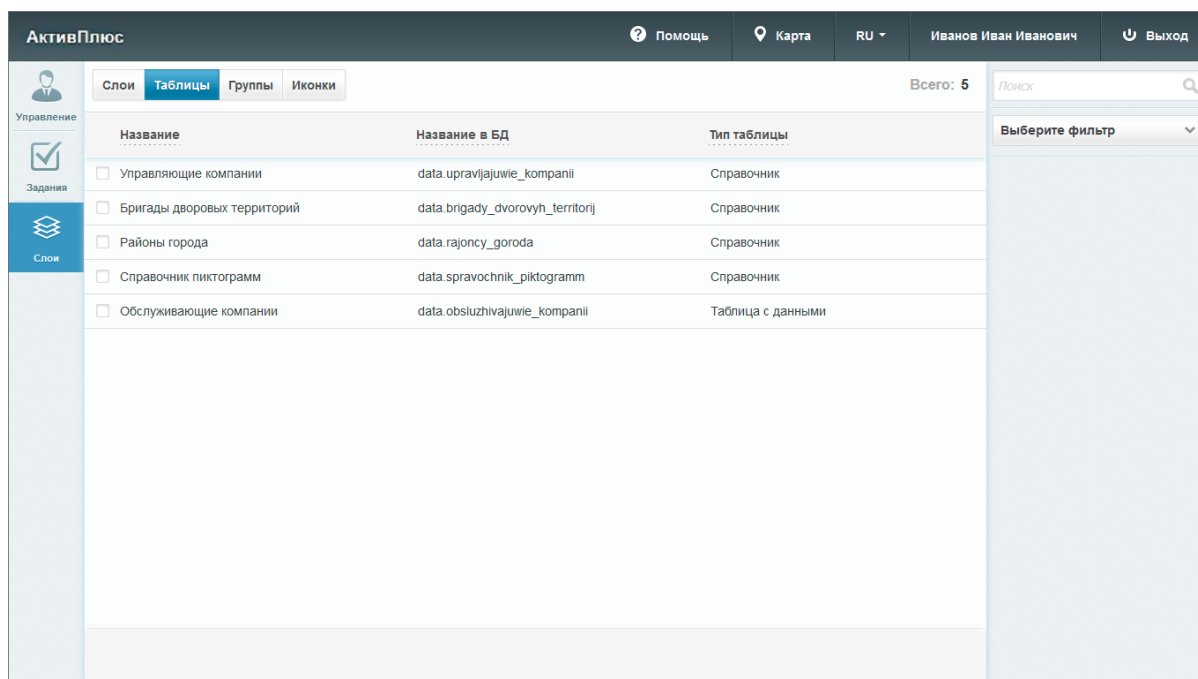 АктивПлюс
Помощь
Карта
RU
Иванов Иван Иванович
Выход
Управление
Задания
Слои
Слои Таблицы Группы Иконки
Всего: 5
Поиск
Выберите фильтр
Название Название в БД Тип таблицы
Управляющие компании data.upravljajuwie_kompanii Справочник
Бригады дворовых территорий data.brigady_dvorovyh_territorij Справочник
Районы города data.rajoncy_goroda Справочник
Справочник пиктограмм data.spravochnik_piktogramm Справочник
Обслуживающие компании data.obsluzhivajuwie_kompanii Таблица с данными